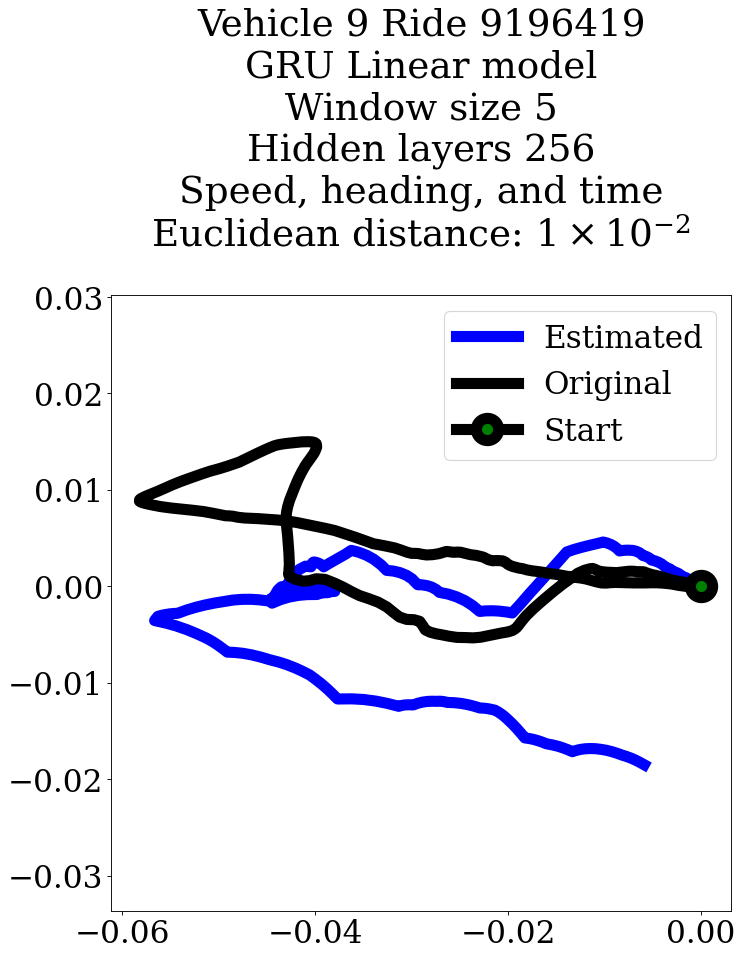 Vehicle 9 Ride 9196419
GRU Linear model
Window size 5
Hidden layers 256
Speed, heading, and time
Euclidean distance: 1 × 10⁻²
Estimated
Original
Start
0.03
0.02
0.01
0.00
−0.01
−0.02
−0.03
−0.06 −0.04 −0.02 0.00